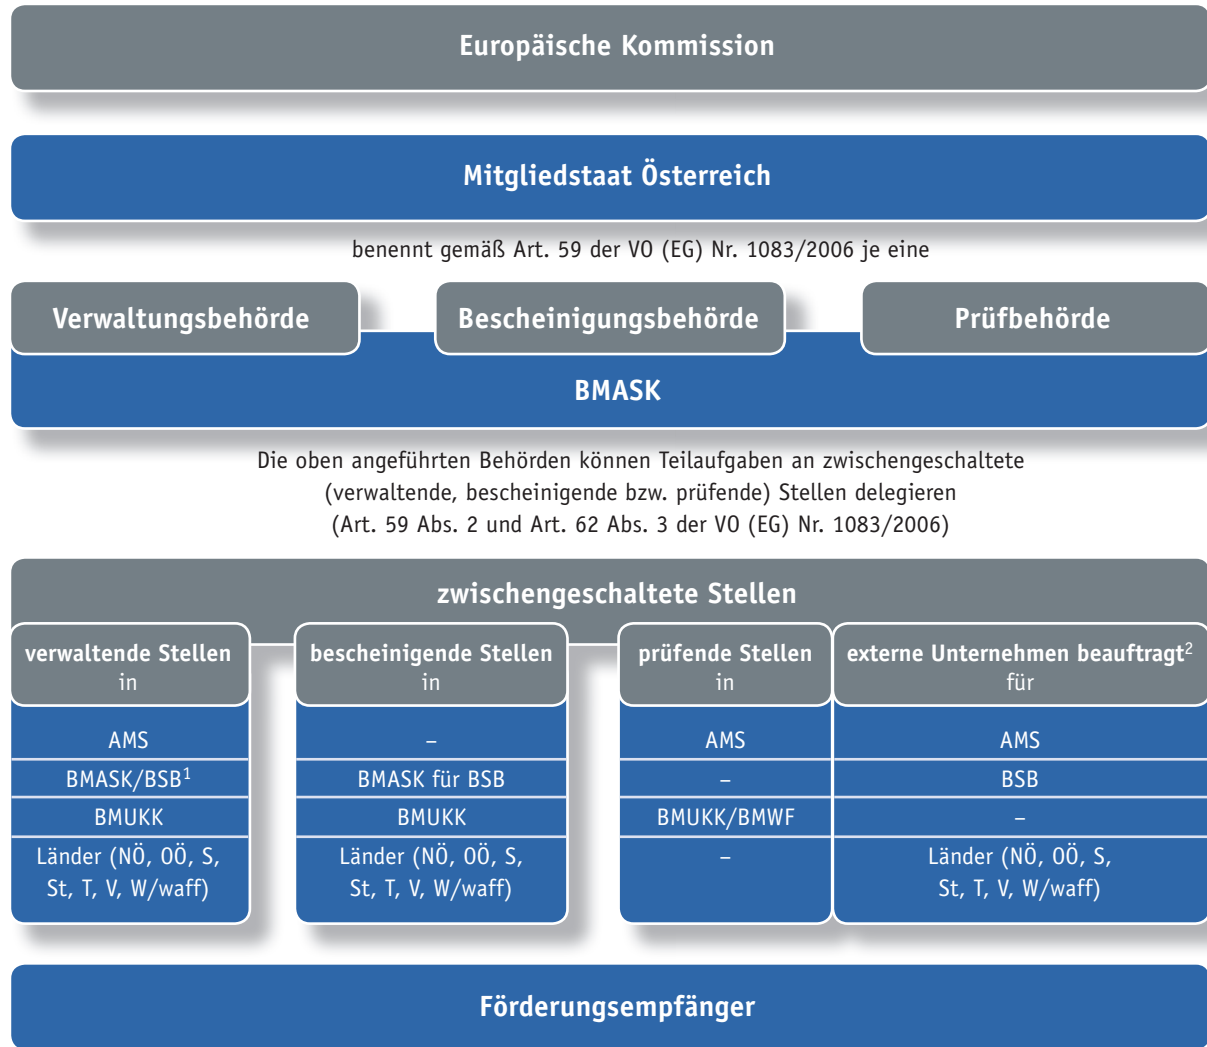 Europäische Kommission
Mitgliedstaat Österreich
benennt gemäß Art. 59 der VO (EG) Nr. 1083/2006 je eine
Verwaltungsbehörde
Bescheinigungsbehörde
Prüfbehörde
BMASK
Die oben angeführten Behörden können Teilaufgaben an zwischengeschaltete
(verwaltende, bescheinigende bzw. prüfende) Stellen delegieren
(Art. 59 Abs. 2 und Art. 62 Abs. 3 der VO (EG) Nr. 1083/2006)
zwischengeschaltete Stellen
verwaltende Stellen
in
AMS
BMASK/BSB¹
BMUKK
Länder (NÖ, OÖ, S,
St, T, V, W/waff)
bescheinigende Stellen
in
–
BMASK für BSB
BMUKK
Länder (NÖ, OÖ, S,
St, T, V, W/waff)
prüfende Stellen
in
AMS
–
BMUKK/BMWF
–
externe Unternehmen beauftragt²
für
AMS
BSB
–
Länder (NÖ, OÖ, S,
St, T, V, W/waff)
Förderungsempfänger